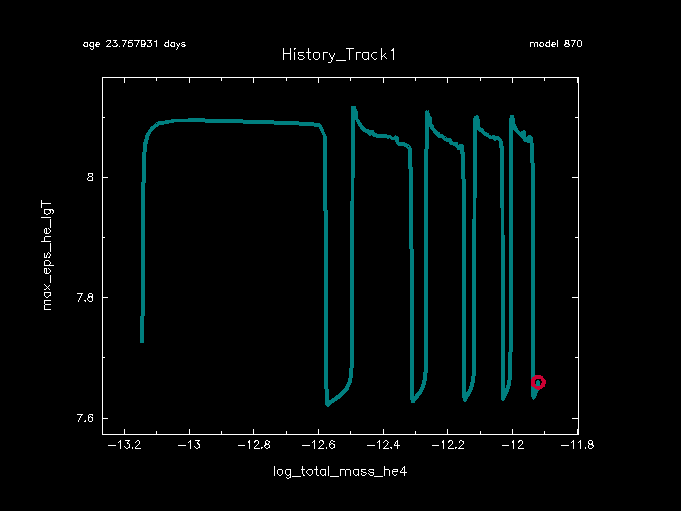 age 23.757931 days
model 870
History_Track1
max_eps_he_lgT
8
7.8
7.6
−13.2 −13 −12.8 −12.6 −12.4 −12.2 −12 −11.8
log_total_mass_he4